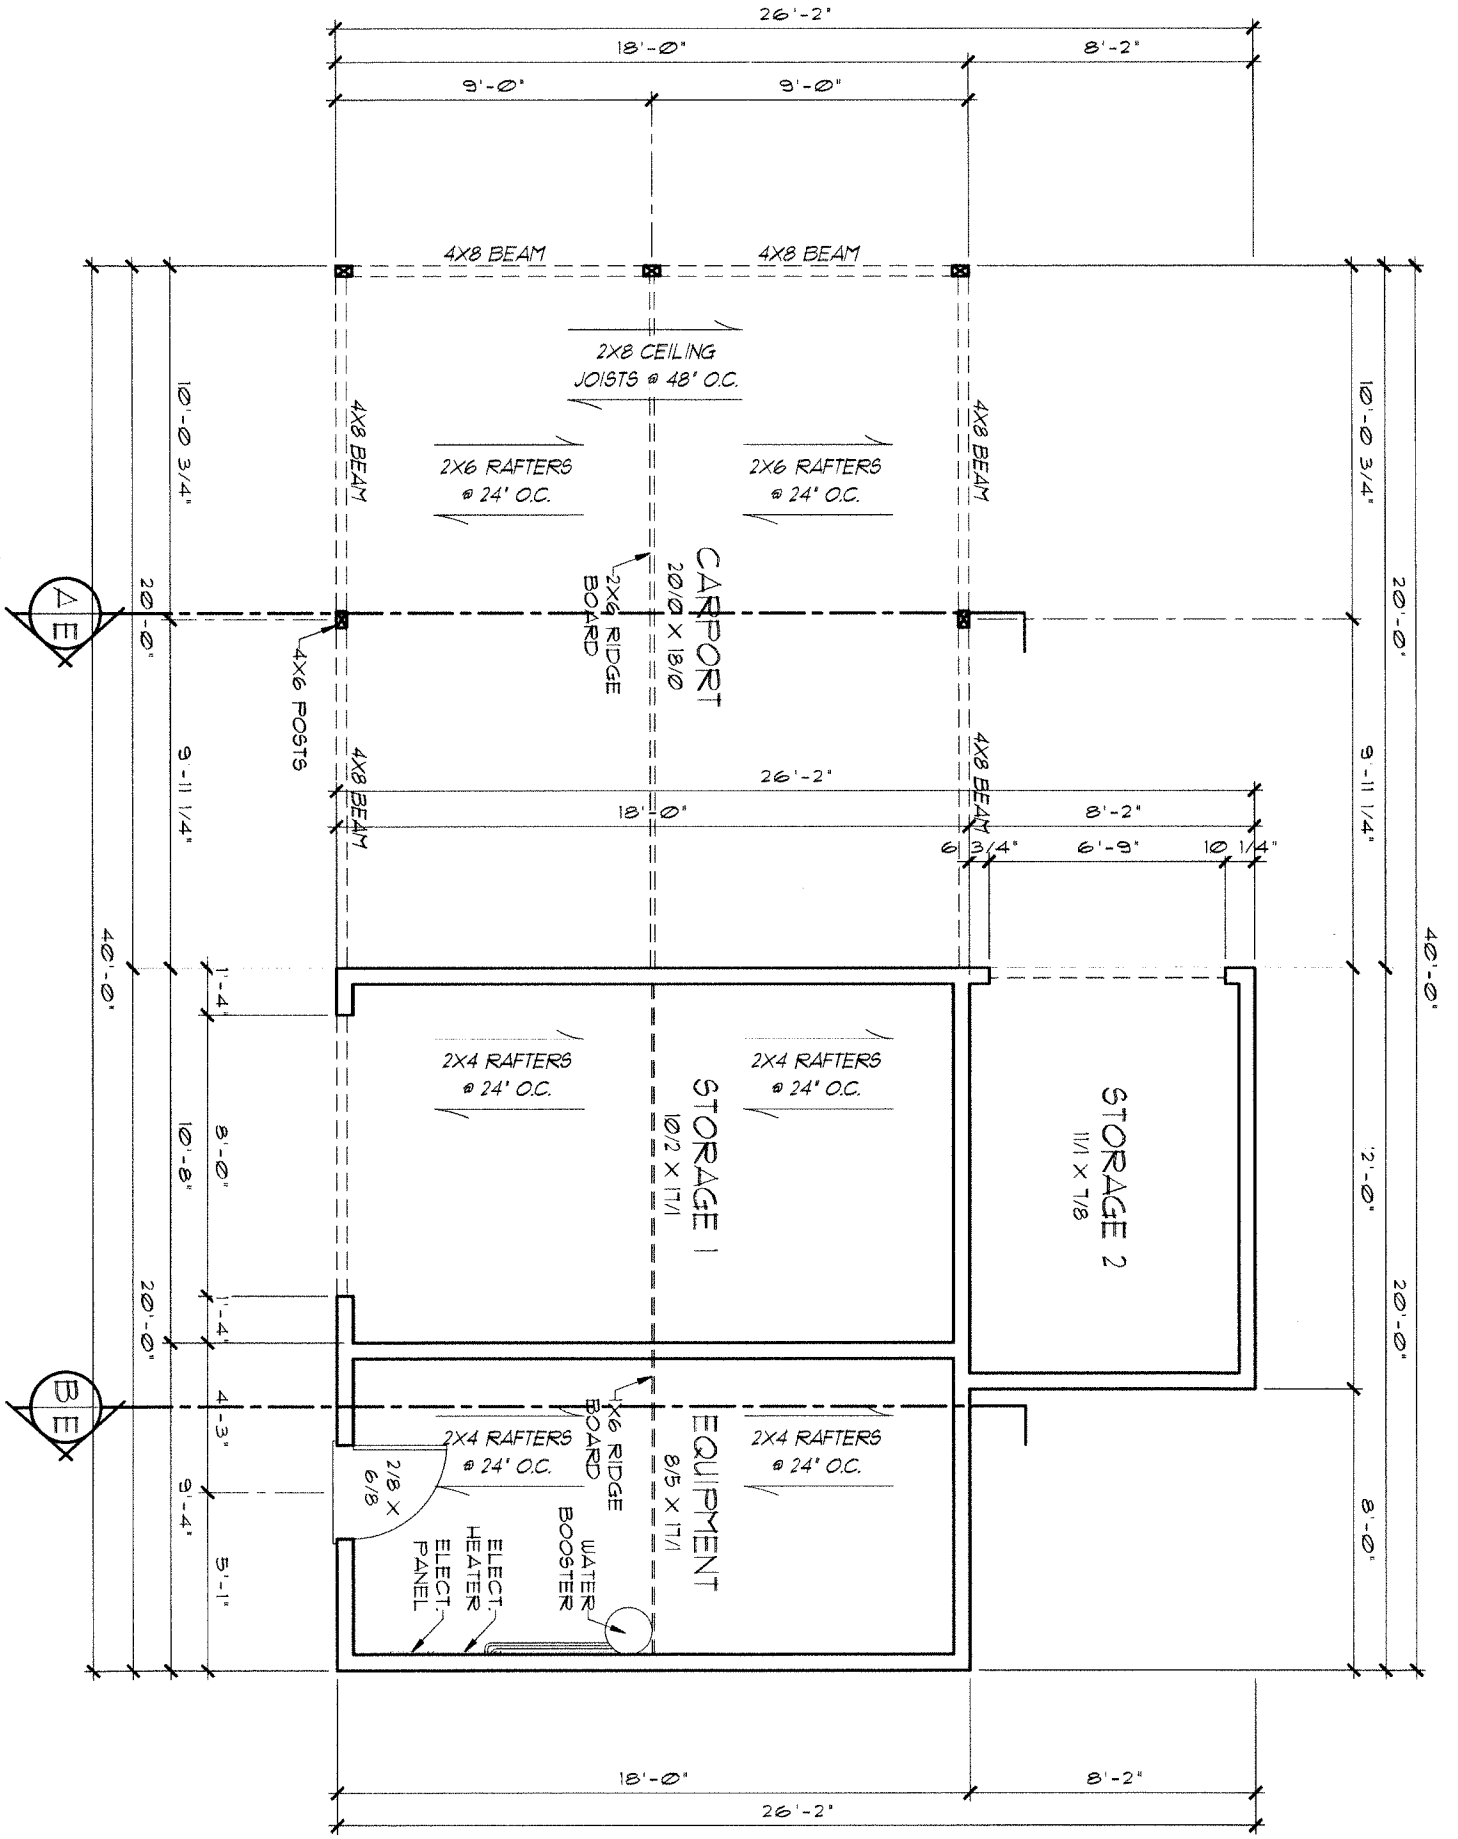 26'-2"
18'-0"
8'-2"
9'-0"
9'-0"
4X8 BEAM
4X8 BEAM
2X8 CEILING
JOISTS @ 48" O.C.
2X6 RAFTERS
@ 24" O.C.
2X6 RAFTERS
@ 24" O.C.
4X8 BEAM
4X8 BEAM
10'-0 3/4"
10'-0 3/4"
CARPORT
20/0 X 18/0
2X6 RIDGE
BOARD
20'-0"
20'-0"
A
E
4X6 POSTS
9'-11 1/4"
9'-11 1/4"
4X8 BEAM
4X8 BEAM
26'-2"
18'-0"
8'-2"
6 3/4"
6'-9"
10 1/4"
40'-0"
40'-0"
1'-4"
8'-0"
10'-8"
1'-4"
2X4 RAFTERS
@ 24" O.C.
2X4 RAFTERS
@ 24" O.C.
STORAGE 1
10/2 X 17/1
STORAGE 2
11/1 X 7/8
12'-0"
20'-0"
20'-0"
B
E
4'-3"
9'-4"
5'-1"
8'-0"
2X4 RAFTERS
@ 24" O.C.
2X4 RAFTERS
@ 24" O.C.
1X6 RIDGE
BOARD
EQUIPMENT
8/5 X 17/1
2/8 X
6/8
WATER
BOOSTER
ELECT.
HEATER
ELECT.
PANEL
18'-0"
8'-2"
26'-2"